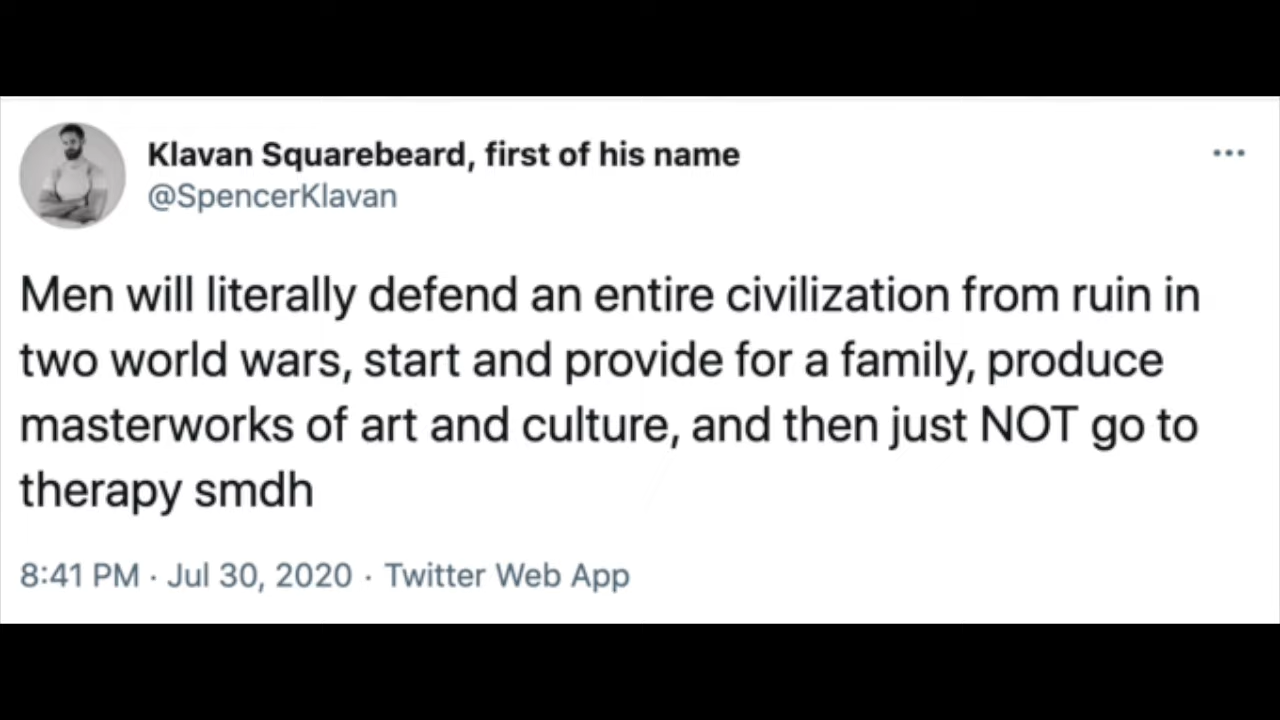 Klavan Squarebeard, first of his name
@SpencerKlavan
Men will literally defend an entire civilization from ruin in
two world wars, start and provide for a family, produce
masterworks of art and culture, and then just NOT go to
therapy smdh
8:41 PM · Jul 30, 2020 · Twitter Web App